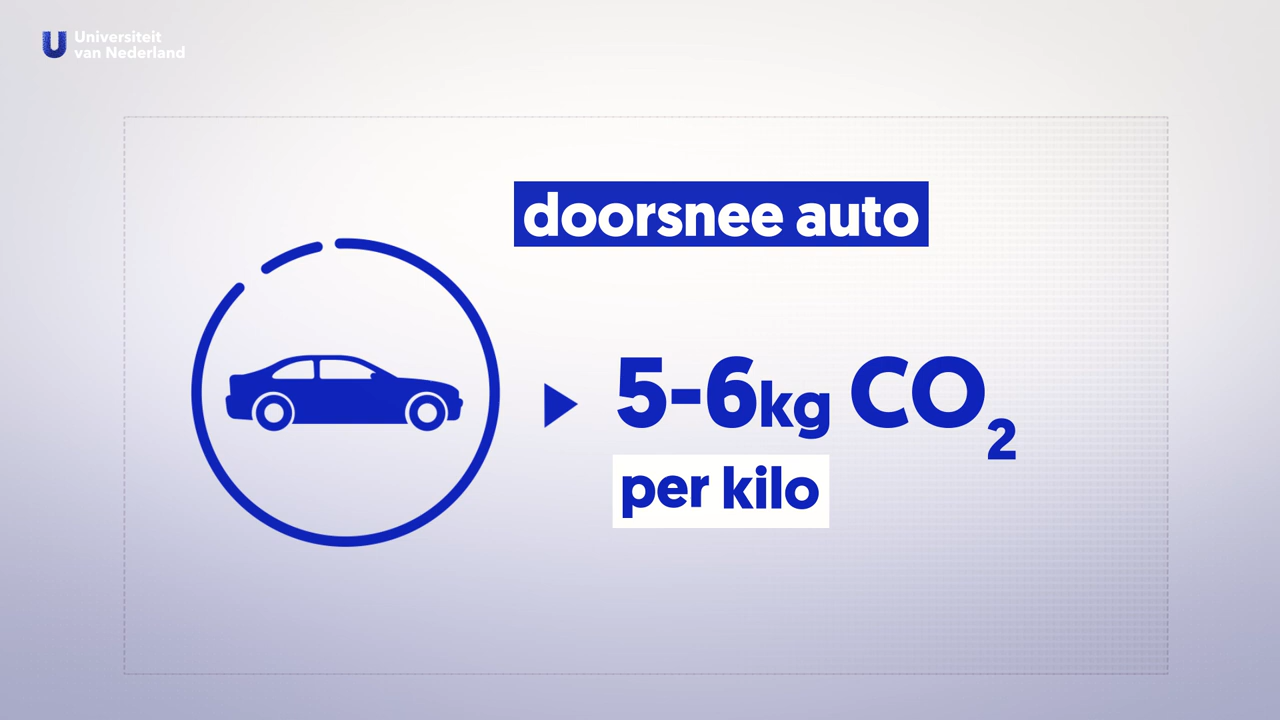 Universiteit
van Nederland
doorsnee auto
5-6kg CO₂
per kilo